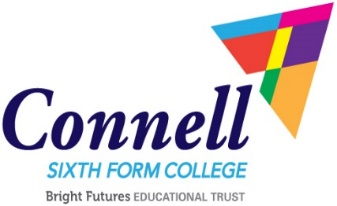 Connell
SIXTH FORM COLLEGE
Bright Futures EDUCATIONAL TRUST